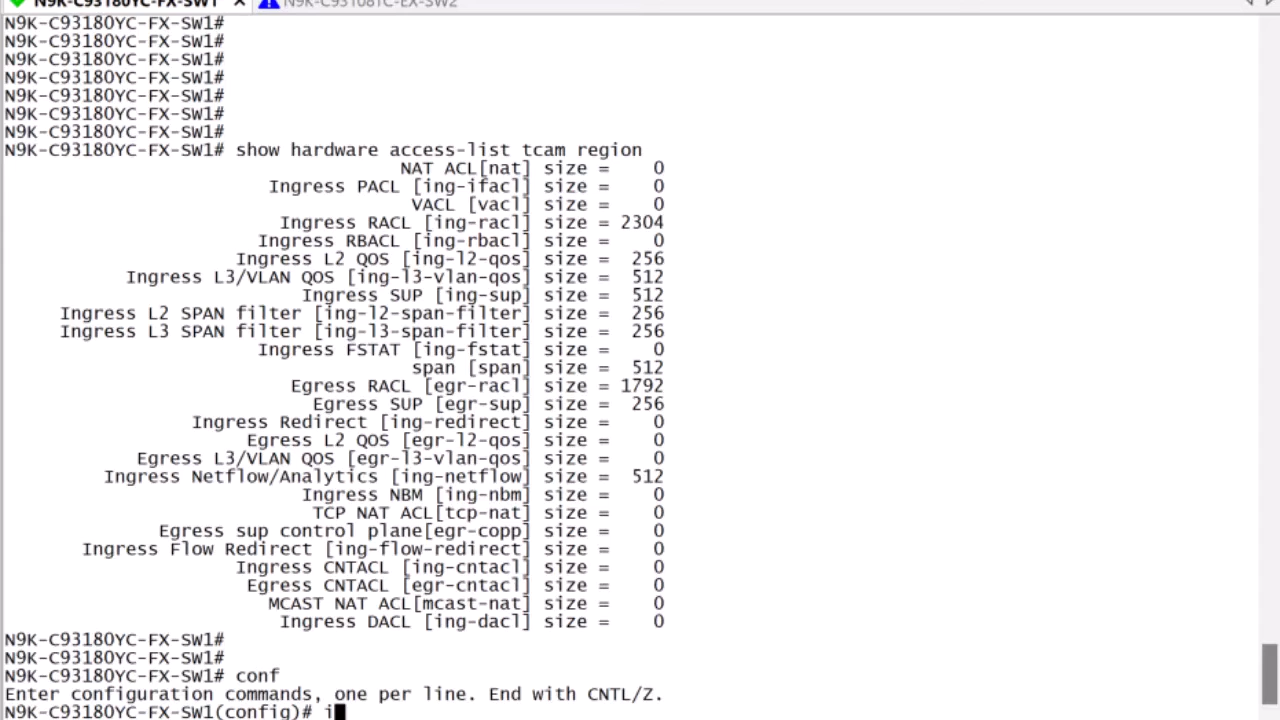 N9K-C93180YC-FX-SW1 N9K-C93108TC-EX-SW2
N9K-C93180YC-FX-SW1#
N9K-C93180YC-FX-SW1#
N9K-C93180YC-FX-SW1#
N9K-C93180YC-FX-SW1#
N9K-C93180YC-FX-SW1#
N9K-C93180YC-FX-SW1#
N9K-C93180YC-FX-SW1#
N9K-C93180YC-FX-SW1# show hardware access-list tcam region
NAT ACL[nat] size = 0
Ingress PACL [ing-ifacl] size = 0
VACL [vacl] size = 0
Ingress RACL [ing-racl] size = 2304
Ingress RBACL [ing-rbacl] size = 0
Ingress L2 QOS [ing-l2-qos] size = 256
Ingress L3/VLAN QOS [ing-l3-vlan-qos] size = 512
Ingress SUP [ing-sup] size = 512
Ingress L2 SPAN filter [ing-l2-span-filter] size = 256
Ingress L3 SPAN filter [ing-l3-span-filter] size = 256
Ingress FSTAT [ing-fstat] size = 0
span [span] size = 512
Egress RACL [egr-racl] size = 1792
Egress SUP [egr-sup] size = 256
Ingress Redirect [ing-redirect] size = 0
Egress L2 QOS [egr-l2-qos] size = 0
Egress L3/VLAN QOS [egr-l3-vlan-qos] size = 0
Ingress Netflow/Analytics [ing-netflow] size = 512
Ingress NBM [ing-nbm] size = 0
TCP NAT ACL[tcp-nat] size = 0
Egress sup control plane[egr-copp] size = 0
Ingress Flow Redirect [ing-flow-redirect] size = 0
Ingress CNTACL [ing-cntacl] size = 0
Egress CNTACL [egr-cntacl] size = 0
MCAST NAT ACL[mcast-nat] size = 0
Ingress DACL [ing-dacl] size = 0
N9K-C93180YC-FX-SW1#
N9K-C93180YC-FX-SW1#
N9K-C93180YC-FX-SW1# conf
Enter configuration commands, one per line. End with CNTL/Z.
N9K-C93180YC-FX-SW1(config)# i